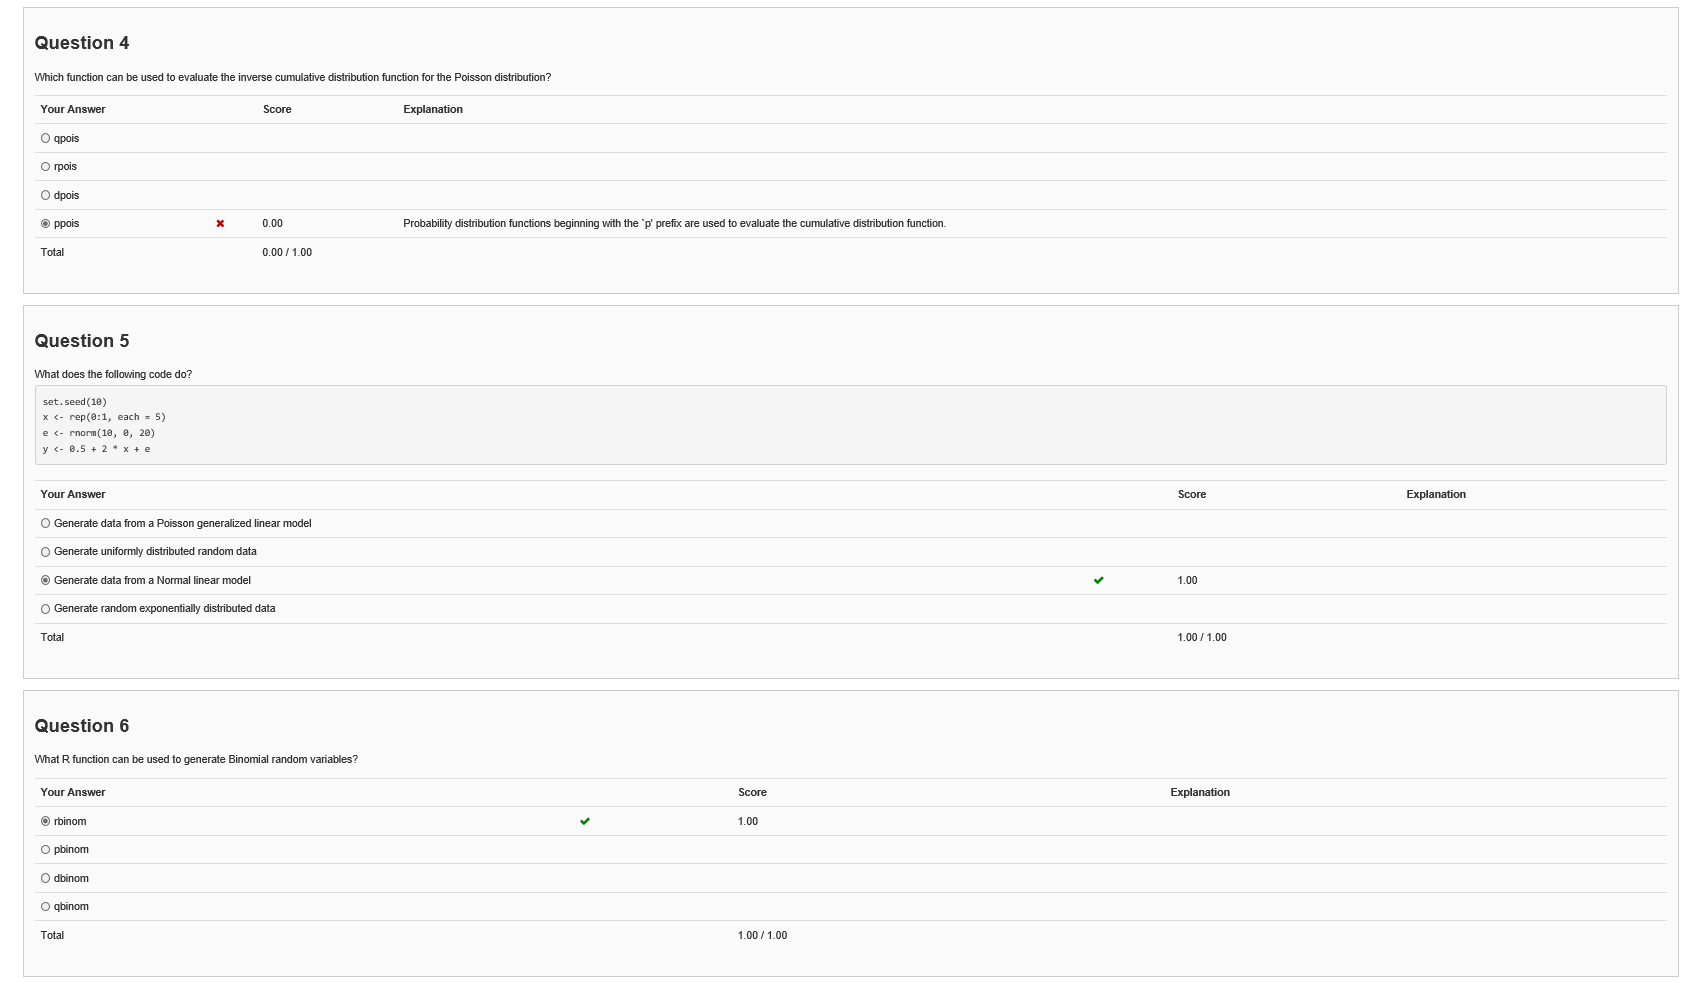 Question 4
Which function can be used to evaluate the inverse cumulative distribution function for the Poisson distribution?
Your Answer Score Explanation
qpois
rpois
dpois
ppois 0.00 Probability distribution functions beginning with the `p' prefix are used to evaluate the cumulative distribution function.
Total 0.00 / 1.00
Question 5
What does the following code do?
set.seed(10)
x <- rep(0:1, each = 5)
e <- rnorm(10, 0, 20)
y <- 0.5 + 2 * x + e
Your Answer Score Explanation
Generate data from a Poisson generalized linear model
Generate uniformly distributed random data
Generate data from a Normal linear model 1.00
Generate random exponentially distributed data
Total 1.00 / 1.00
Question 6
What R function can be used to generate Binomial random variables?
Your Answer Score Explanation
rbinom 1.00
pbinom
dbinom
qbinom
Total 1.00 / 1.00